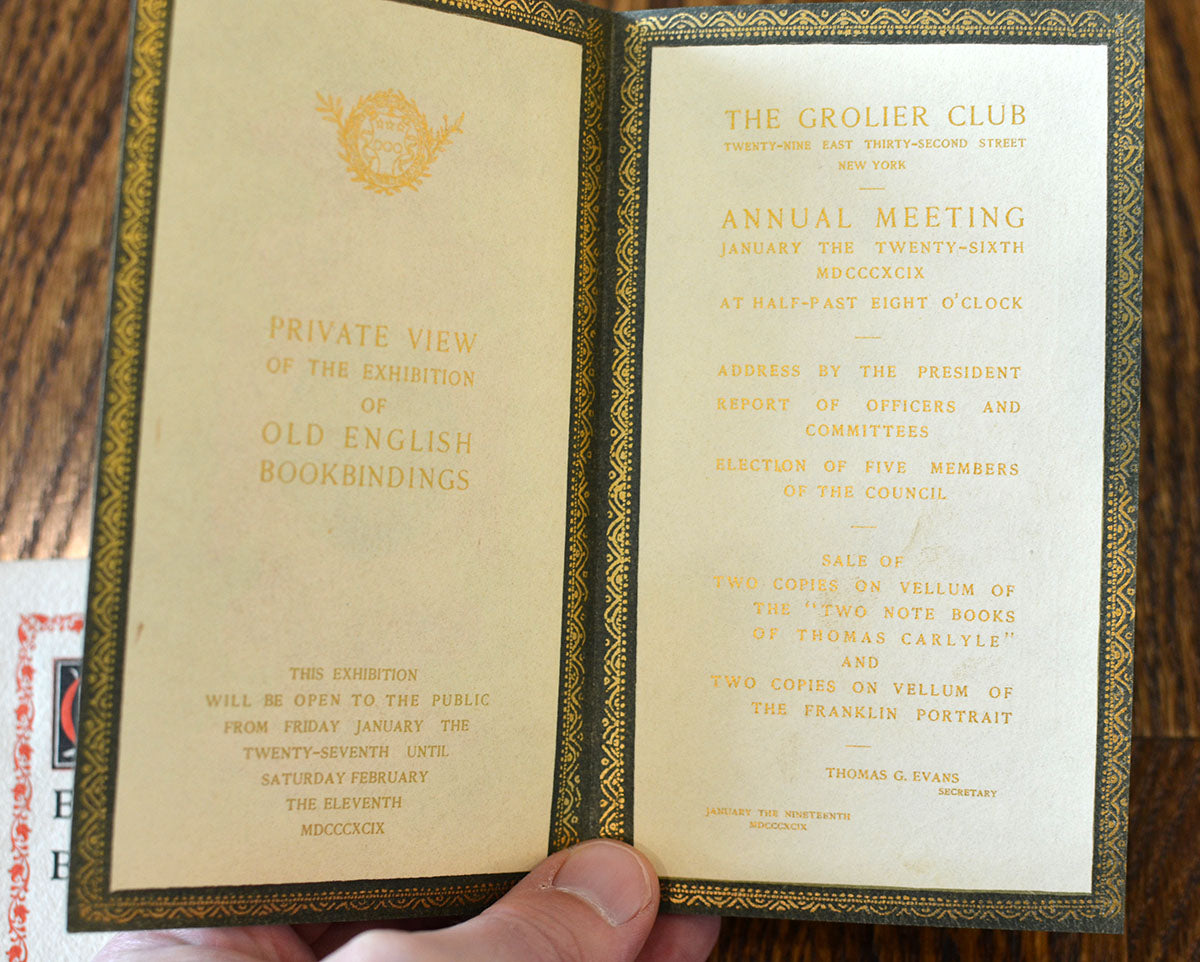 PRIVATE VIEW
OF THE EXHIBITION
OF
OLD ENGLISH
BOOKBINDINGS
THIS EXHIBITION
WILL BE OPEN TO THE PUBLIC
FROM FRIDAY JANUARY THE
TWENTY-SEVENTH UNTIL
SATURDAY FEBRUARY
THE ELEVENTH
MDCCCXCIX
THE GROLIER CLUB
TWENTY-NINE EAST THIRTY-SECOND STREET
NEW YORK
ANNUAL MEETING
JANUARY THE TWENTY-SIXTH
MDCCCXCIX
AT HALF-PAST EIGHT O'CLOCK
ADDRESS BY THE PRESIDENT
REPORT OF OFFICERS AND
COMMITTEES
ELECTION OF FIVE MEMBERS
OF THE COUNCIL
SALE OF
TWO COPIES ON VELLUM OF
THE "TWO NOTE BOOKS
OF THOMAS CARLYLE"
AND
TWO COPIES ON VELLUM OF
THE FRANKLIN PORTRAIT
THOMAS G. EVANS
SECRETARY
JANUARY THE NINETEENTH
MDCCCXCIX